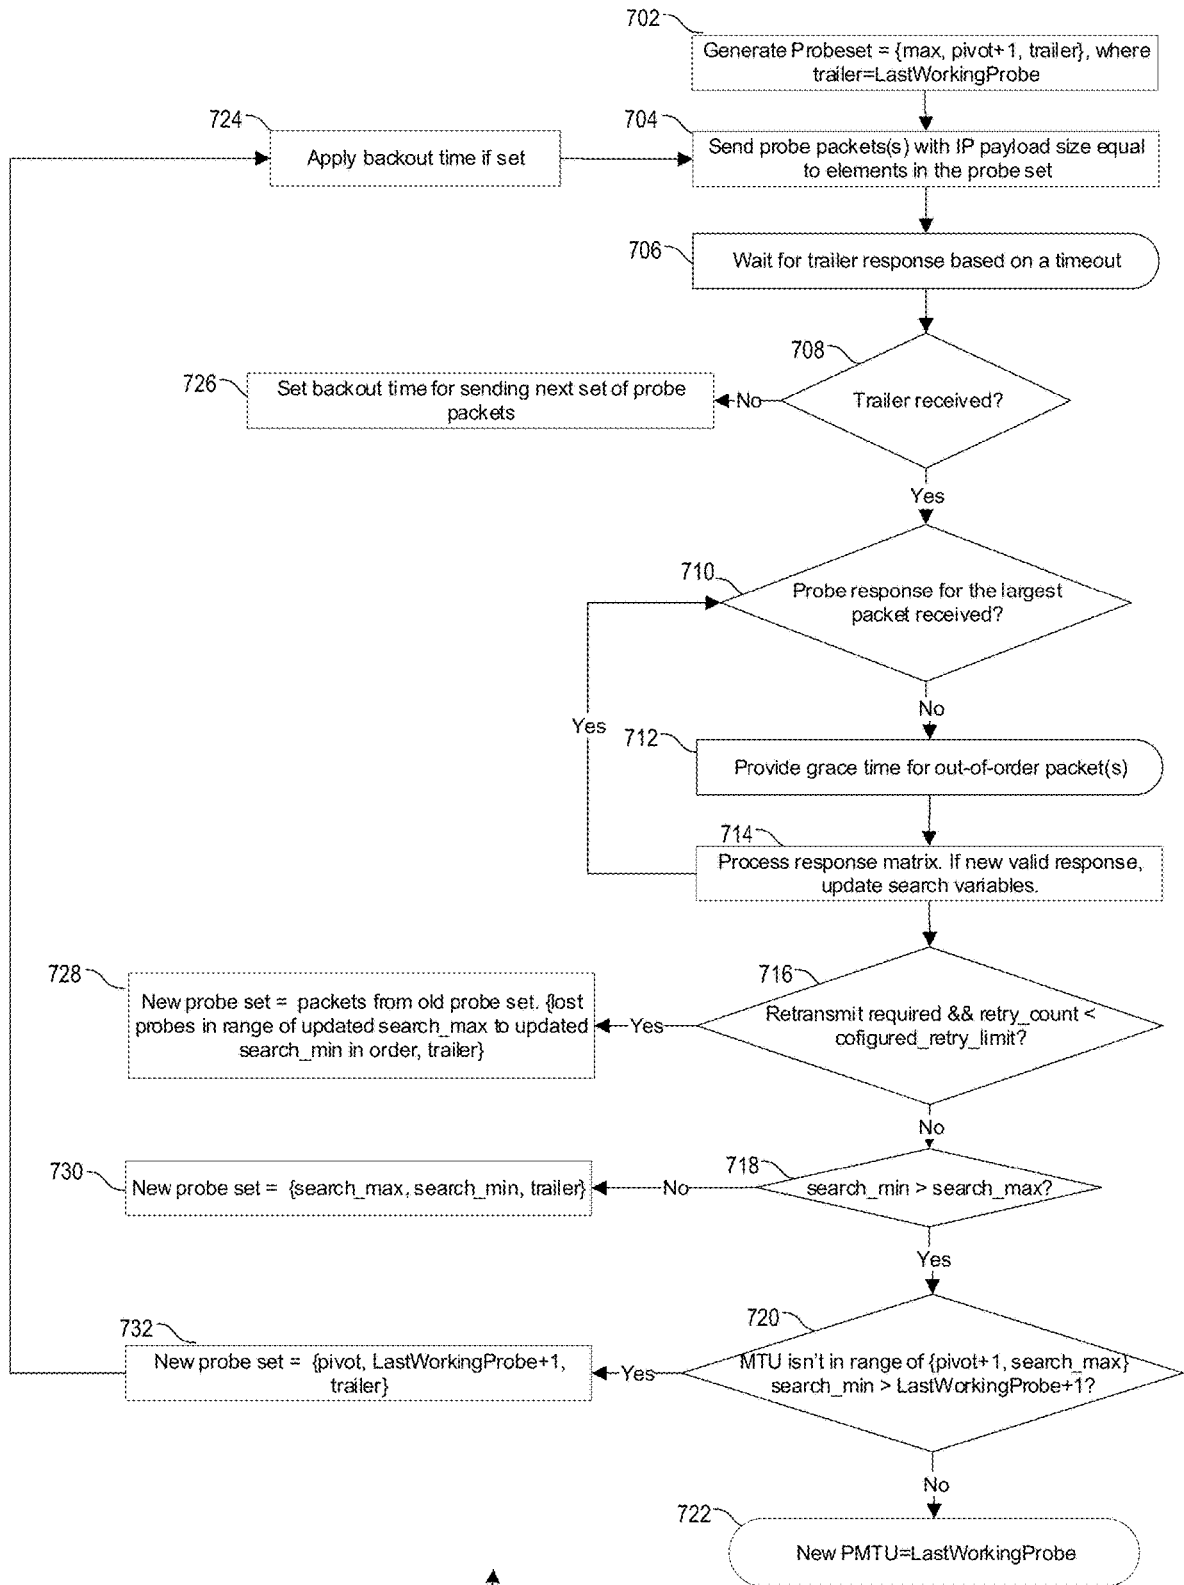 702
Generate Probeset = {max, pivot+1, trailer}, where
trailer=LastWorkingProbe
724
Apply backout time if set
704
Send probe packets(s) with IP payload size equal
to elements in the probe set
706
Wait for trailer response based on a timeout
708
Trailer received?
No
726
Set backout time for sending next set of probe
packets
Yes
710
Probe response for the largest
packet received?
No
Yes
712
Provide grace time for out-of-order packet(s)
714
Process response matrix. If new valid response,
update search variables.
716
Retransmit required && retry_count <
cofigured_retry_limit?
Yes
728
New probe set = packets from old probe set. {lost
probes in range of updated search_max to updated
search_min in order, trailer}
No
718
search_min > search_max?
No
730
New probe set = {search_max, search_min, trailer}
Yes
720
MTU isn't in range of {pivot+1, search_max}
search_min > LastWorkingProbe+1?
Yes
732
New probe set = {pivot, LastWorkingProbe+1,
trailer}
No
722
New PMTU=LastWorkingProbe